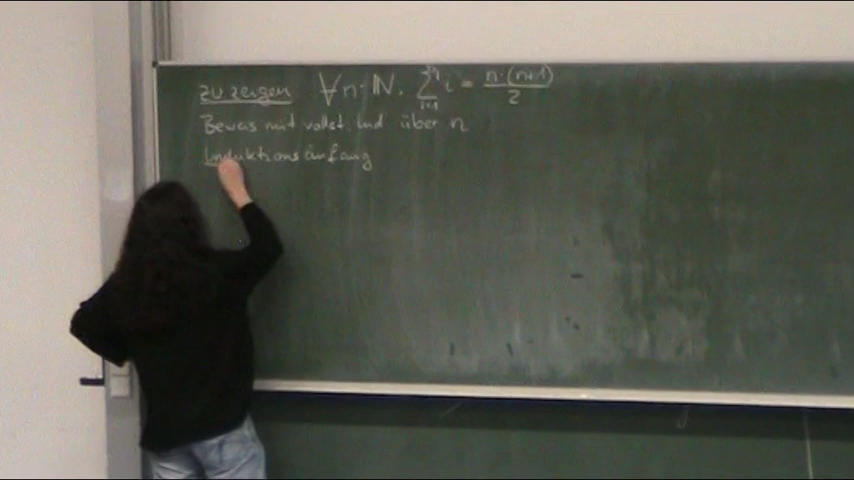 zu zeigen ∀n∈ℕ. ∑_{i=1}^{n} i = n·(n+1)/2
Beweis mit vollst. Ind über n
Induktionsanfang